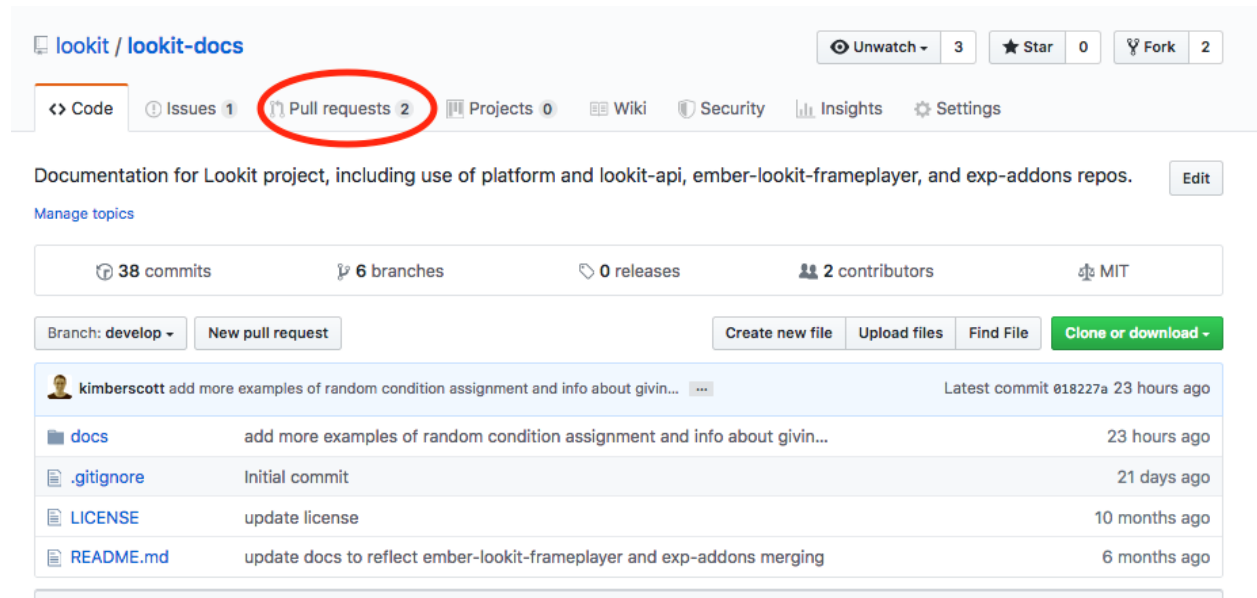 lookit / lookit-docs
Unwatch 3 Star 0 Fork 2
Code Issues 1 Pull requests 2 Projects 0 Wiki Security Insights Settings
Documentation for Lookit project, including use of platform and lookit-api, ember-lookit-frameplayer, and exp-addons repos. Edit
Manage topics
38 commits 6 branches 0 releases 2 contributors MIT
Branch: develop New pull request Create new file Upload files Find File Clone or download
kimberscott add more examples of random condition assignment and info about givin... ... Latest commit 018227a 23 hours ago
docs add more examples of random condition assignment and info about givin... 23 hours ago
.gitignore Initial commit 21 days ago
LICENSE update license 10 months ago
README.md update docs to reflect ember-lookit-frameplayer and exp-addons merging 6 months ago